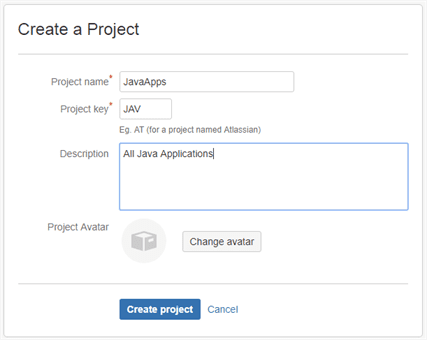 Create a Project
Project name* JavaApps
Project key* JAV
Eg. AT (for a project named Atlassian)
Description All Java Applications
Project Avatar
Change avatar
Create project Cancel